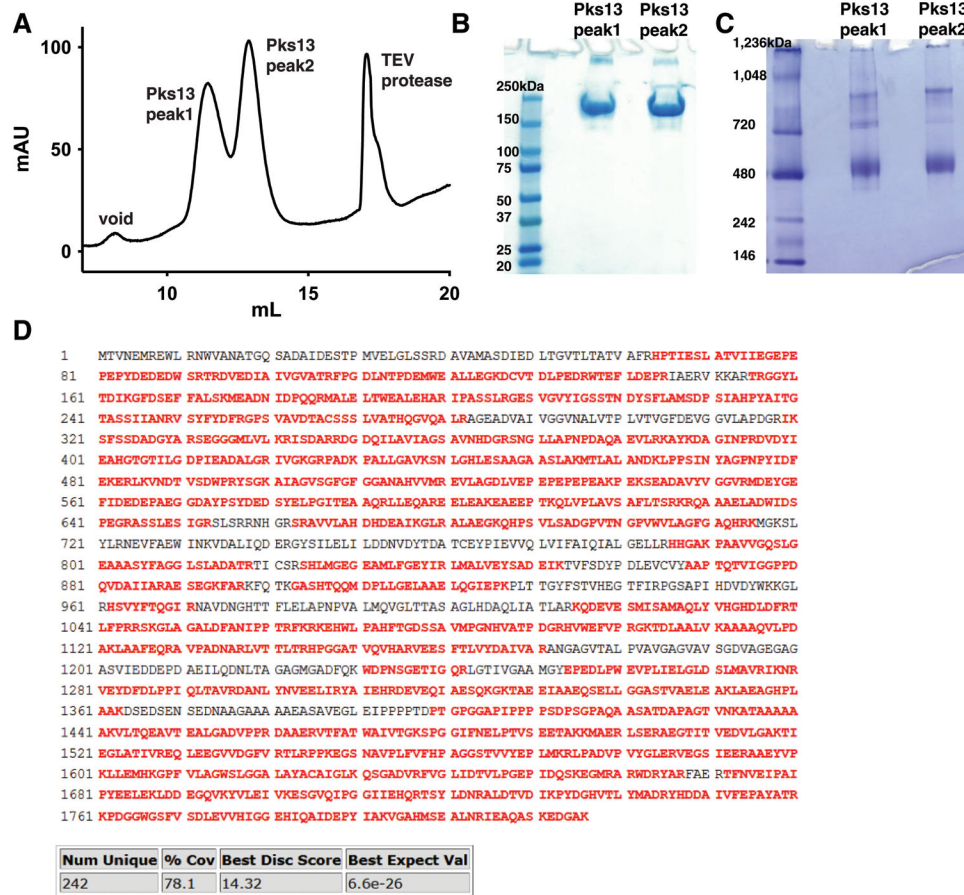 A
mAU
100
50
0
void
Pks13
peak1
Pks13
peak2
TEV
protease
10
15
20
mL
B
Pks13 Pks13
peak1 peak2
250kDa
150
100
75
50
37
25
20
C
Pks13 Pks13
peak1 peak2
1,236kDa
1,048
720
480
242
146
D
1 MTVNEMREWL RNWVANATGQ SADAIDESTP MVELGLSSRD AVAMASDIED LTGVTLTATV AFRHPTIESL ATVIIEGEPE
81 PEPYDEDEDW SRTRDVEDIA IVGVATRFPG DLNTPDEMWE ALLEGKDCVT DLPEDRWTEF LDEPRIAERV KKARTRGGYL
161 TDIKGFDSEF FALSKMEADN IDPQQRMALE LTWEALEHAR IPASSLRGES VGVYIGSSTN DYSFLAMSDP SIAHPYAITG
241 TASSIIANRV SYFYDFRGPS VAVDTACSSS LVATHQGVQA LRAGEADVAI VGGVNALVTP LVTVGFDEVG GVLAPDGRIK
321 SFSSDADGYA RSEGGGMLVL KRISDARRDG DQILAVIAGS AVNHDGRSNG LLAPNPDAQA EVLRKAYKDA GINPRDVDYI
401 EAHGTGTILG DPIEADALGR IVGKGRPADK PALLGAVKSN LGHLESAAGA ASLAKMTLAL ANDKLPPSIN YAGPNPYIDF
481 EKERLKVNDT VSDWPRYSGK AIAGVSGFGF GGANAHVVMR EVLAGDLVEP EPEPEPEAKP EKSEADAVYV GGVRMDEYGE
561 FIDEDEPAEG GDAYPSYDED SYELPGITEA AQRLLEQARE ELEAKEAEEP TKQLVPLAVS AFLTSRKRQA AAELADWIDS
641 PEGRASSLES IGRSLSRRNH GRSRAVVLAH DHDEAIKGLR ALAEGKQHPS VLSADGPVTN GPVWVLAGFG AQHRKMGKSL
721 YLRNEVFAEW INKVDALIQD ERGYSILELI LDDNVDYTDA TCEYPIEVVQ LVIFAIQIAL GELLRHHGAK PAAVVGQSLG
801 EAAASYFAGG LSLADATRTI CSRSHLMGEG EAMLFGEYIR LMALVEYSAD EIKTVFSDYP DLEVCVYAAP TQTVIGGPPD
881 QVDAIIARAE SEGKFARKFQ TKGASHTQQM DPLLGELAAE LQGIEPKPLT TGYFSTVHEG TFIRPGSAPI HDVDYWKKGL
961 RHSVYFTQGI RNAVDNGHTT FLELAPNPVA LMQVGLTTAS AGLHDAQLIA TLARKQDEVE SMISAMAQLY VHGHDLDFRT
1041 LFPRRSKGLA GALDFANIPP TRFKRKEHWL PAHFTGDSSA VMPGNHVATP DGRHVWEFVP RGKTDLAALV KAAAAQVLPD
1121 AKLAAFEQRA VPADNARLVT TLTRHPGGAT VQVHARVEES FTLVYDAIVA RANGAGVTAL PVAVGAGVAV SGDVAGEGAG
1201 ASVIEDDEPD AEILQDNLTA GAGMGADFQK WDPNSGETIG QRLGTIVGAA MGYEPEDLPW EVPLIELGLD SLMAVRIKNR
1281 VEYDFDLPPI QLTAVRDANL YNVEELIRYA IEHRDEVEQI AESQKGKTAE EIAAEQSELL GGASTVAELE AKLAEAGHPL
1361 AAKDSEDSEN SEDNAAGAAA AAEASAVEGL EIPPPPTDPT GPGGAPIPPP PSDPSGPAQA ASATDAPAGT VNKATAAAAA
1441 AKVLTQEAVT EALGADVPPR DAAERVTFAT WAIVTGKSPG GIFNELPTVS EETAKKMAER LSERAEGTIT VEDVLGAKTI
1521 EGLATIVREQ LEEGVVDGFV RTLRPPKEGS NAVPLFVFHP AGGSTVVYEP LMKRLPADVP VYGLERVEGS IEERAAEYVP
1601 KLLEMHKGPF VLAGWSLGGA LAYACAIGLK QSGADVRFVG LIDTVLPGEP IDQSKEGMRA RWDRYARFAE RTFNVEIPAI
1681 PYEELEKLDD EGQVKYVLEI VKESGVQIPG GIIEHQRTSY LDNRALDTVD IKPYDGHVTL YMADRYHDDA IVFEPAYATR
1761 KPDGGWGSFV SDLEVVHIGG EHIQAIDEPY IAKVGAHMSE ALNRIEAQAS KEDGAK
Num Unique % Cov Best Disc Score Best Expect Val
242 78.1 14.32 6.6e-26